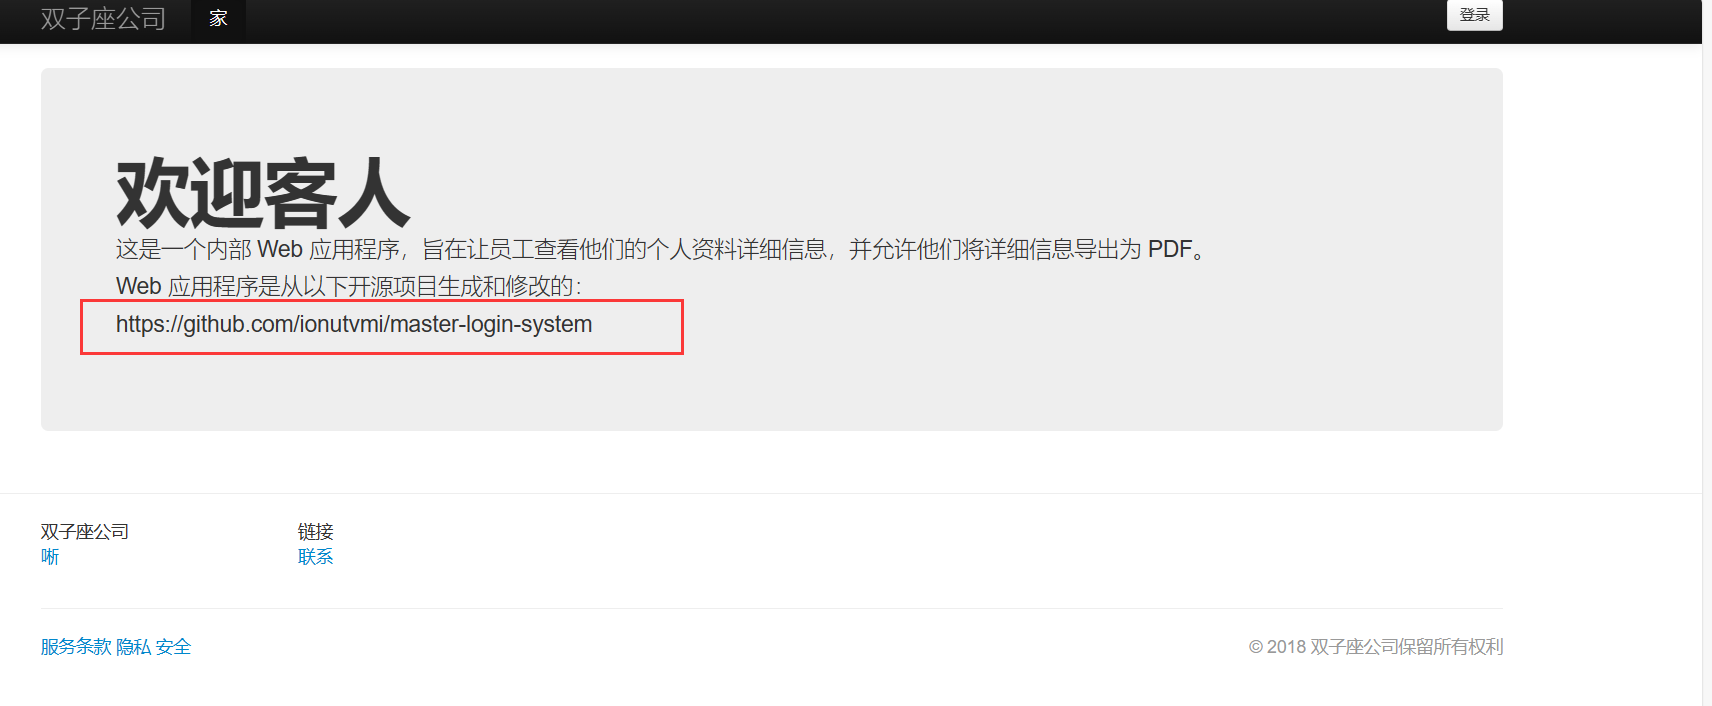 双子座公司 家 登录
欢迎客人
这是一个内部 Web 应用程序，旨在让员工查看他们的个人资料详细信息，并允许他们将详细信息导出为 PDF。
Web 应用程序是从以下开源项目生成和修改的：
https://github.com/ionutvmi/master-login-system
双子座公司 链接
唽 联系
服务条款 隐私 安全 © 2018 双子座公司保留所有权利